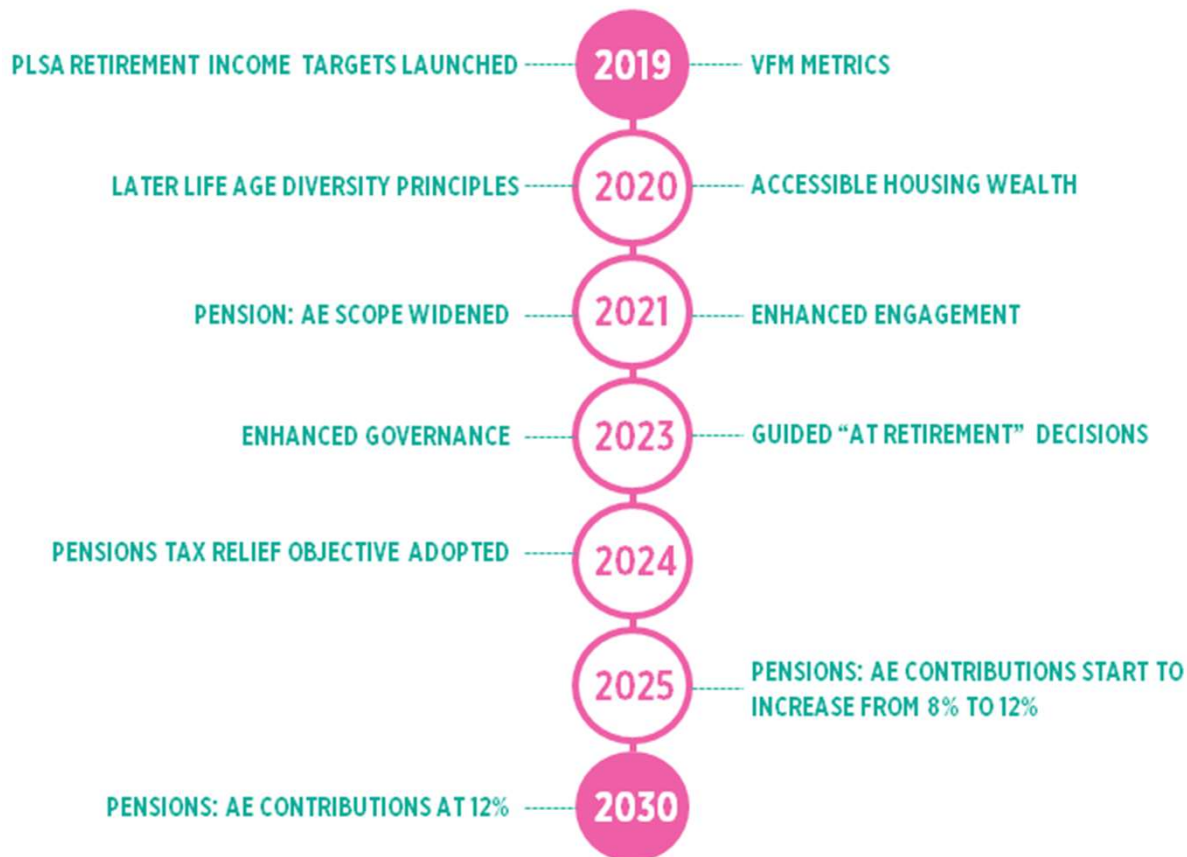 PLSA RETIREMENT INCOME TARGETS LAUNCHED
2019
VFM METRICS
LATER LIFE AGE DIVERSITY PRINCIPLES
2020
ACCESSIBLE HOUSING WEALTH
PENSION: AE SCOPE WIDENED
2021
ENHANCED ENGAGEMENT
ENHANCED GOVERNANCE
2023
GUIDED “AT RETIREMENT” DECISIONS
PENSIONS TAX RELIEF OBJECTIVE ADOPTED
2024
2025
PENSIONS: AE CONTRIBUTIONS START TO
INCREASE FROM 8% TO 12%
PENSIONS: AE CONTRIBUTIONS AT 12%
2030